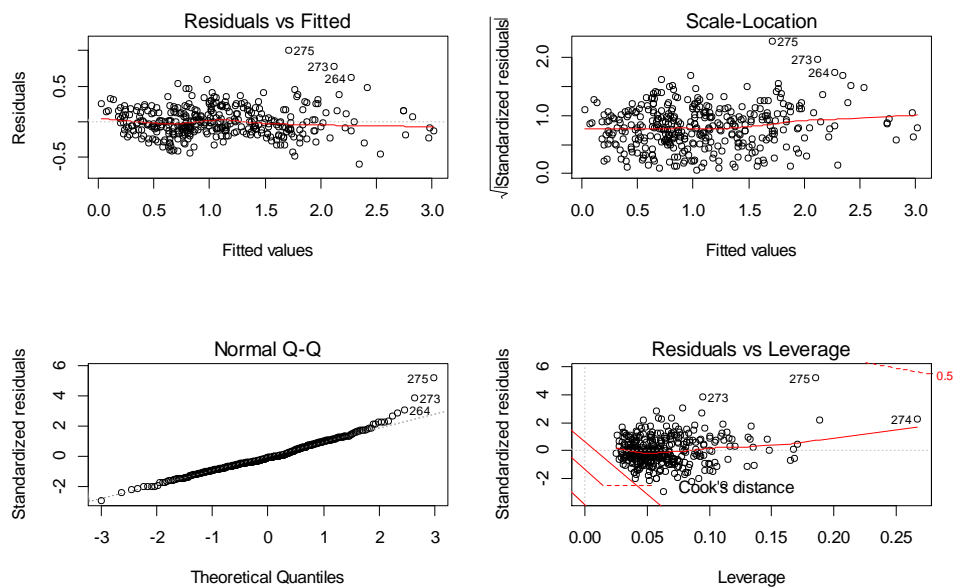 Residuals vs Fitted
Residuals
0.5
-0.5
275
273
264
0.0 0.5 1.0 1.5 2.0 2.5 3.0
Fitted values
Scale-Location
√|Standardized residuals|
2.0
1.0
0.0
275
273
264
0.0 0.5 1.0 1.5 2.0 2.5 3.0
Fitted values
Normal Q-Q
Standardized residuals
6
4
2
0
-2
275
273
264
-3 -2 -1 0 1 2 3
Theoretical Quantiles
Residuals vs Leverage
Standardized residuals
6
4
2
0
-2
275
273
274
0.5
Cook's distance
0.00 0.05 0.10 0.15 0.20 0.25
Leverage